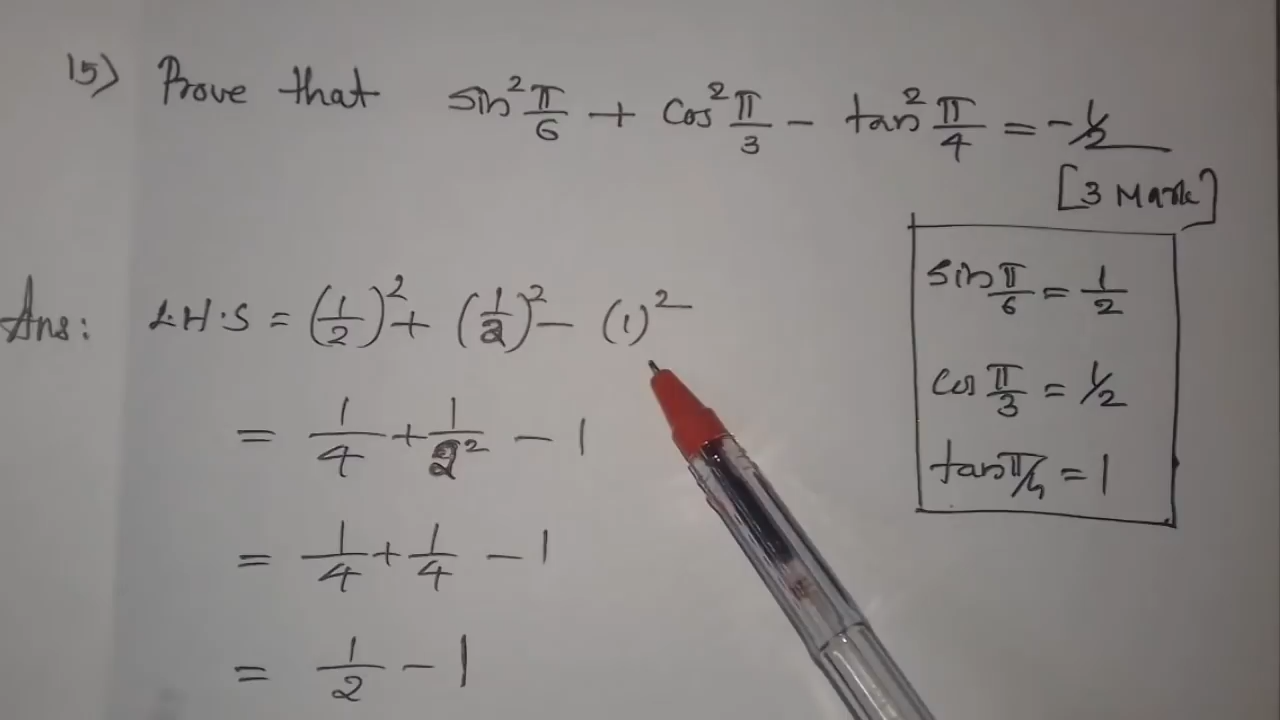 15) Prove that sin²π/6 + cos²π/3 − tan²π/4 = −1/2
[3 Mark]
sin π/6 = 1/2
cos π/3 = 1/2
tan π/4 = 1
Ans: L.H.S = (1/2)² + (1/2)² − (1)²
= 1/4 + 1/2² − 1
= 1/4 + 1/4 − 1
= 1/2 − 1